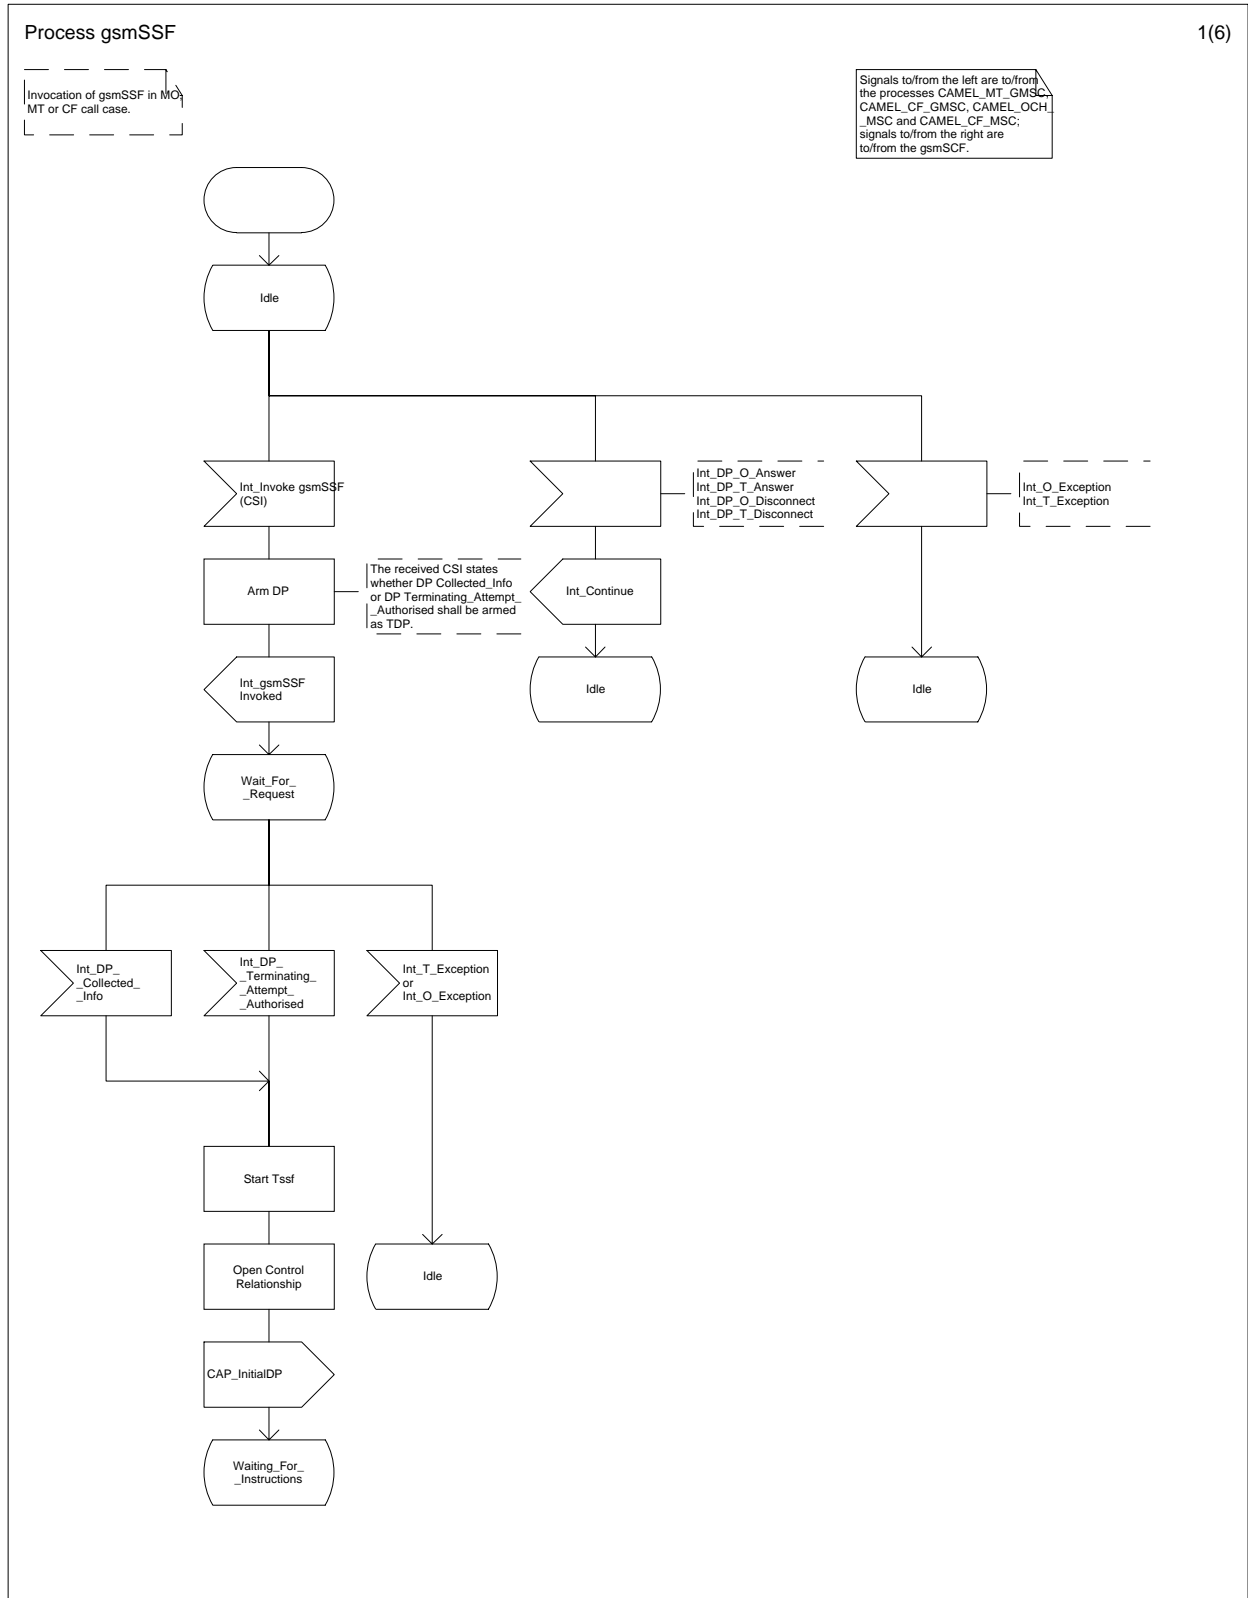 Process gsmSSF
1(6)
Invocation of gsmSSF in MO,
MT or CF call case.
Signals to/from the left are to/from
the processes CAMEL_MT_GMSC,
CAMEL_CF_GMSC, CAMEL_OCH_
_MSC and CAMEL_CF_MSC;
signals to/from the right are
to/from the gsmSCF.
Idle
Int_Invoke gsmSSF
(CSI)
Int_DP_O_Answer
Int_DP_T_Answer
Int_DP_O_Disconnect
Int_DP_T_Disconnect
Int_O_Exception
Int_T_Exception
Arm DP
The received CSI states
whether DP Collected_Info
or DP Terminating_Attempt_
_Authorised shall be armed
as TDP.
Int_Continue
Int_gsmSSF
Invoked
Idle
Idle
Wait_For_
_Request
Int_DP_
_Collected_
_Info
Int_DP_
_Terminating_
_Attempt_
_Authorised
Int_T_Exception
or
Int_O_Exception
Start Tssf
Open Control
Relationship
Idle
CAP_InitialDP
Waiting_For_
_Instructions